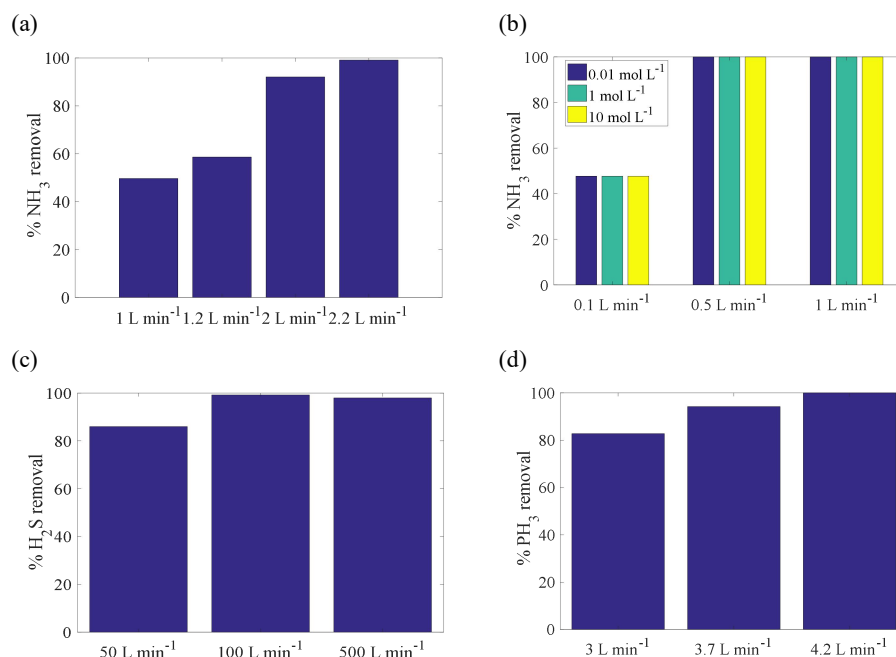 (a)
100
80
60
40
20
0
% NH3 removal
1 L min-1 1.2 L min-1 2 L min-1 2.2 L min-1
(b)
100
80
60
40
20
0
% NH3 removal
0.01 mol L-1
1 mol L-1
10 mol L-1
0.1 L min-1 0.5 L min-1 1 L min-1
(c)
100
80
60
40
20
0
% H2S removal
50 L min-1 100 L min-1 500 L min-1
(d)
100
80
60
40
20
0
% PH3 removal
3 L min-1 3.7 L min-1 4.2 L min-1